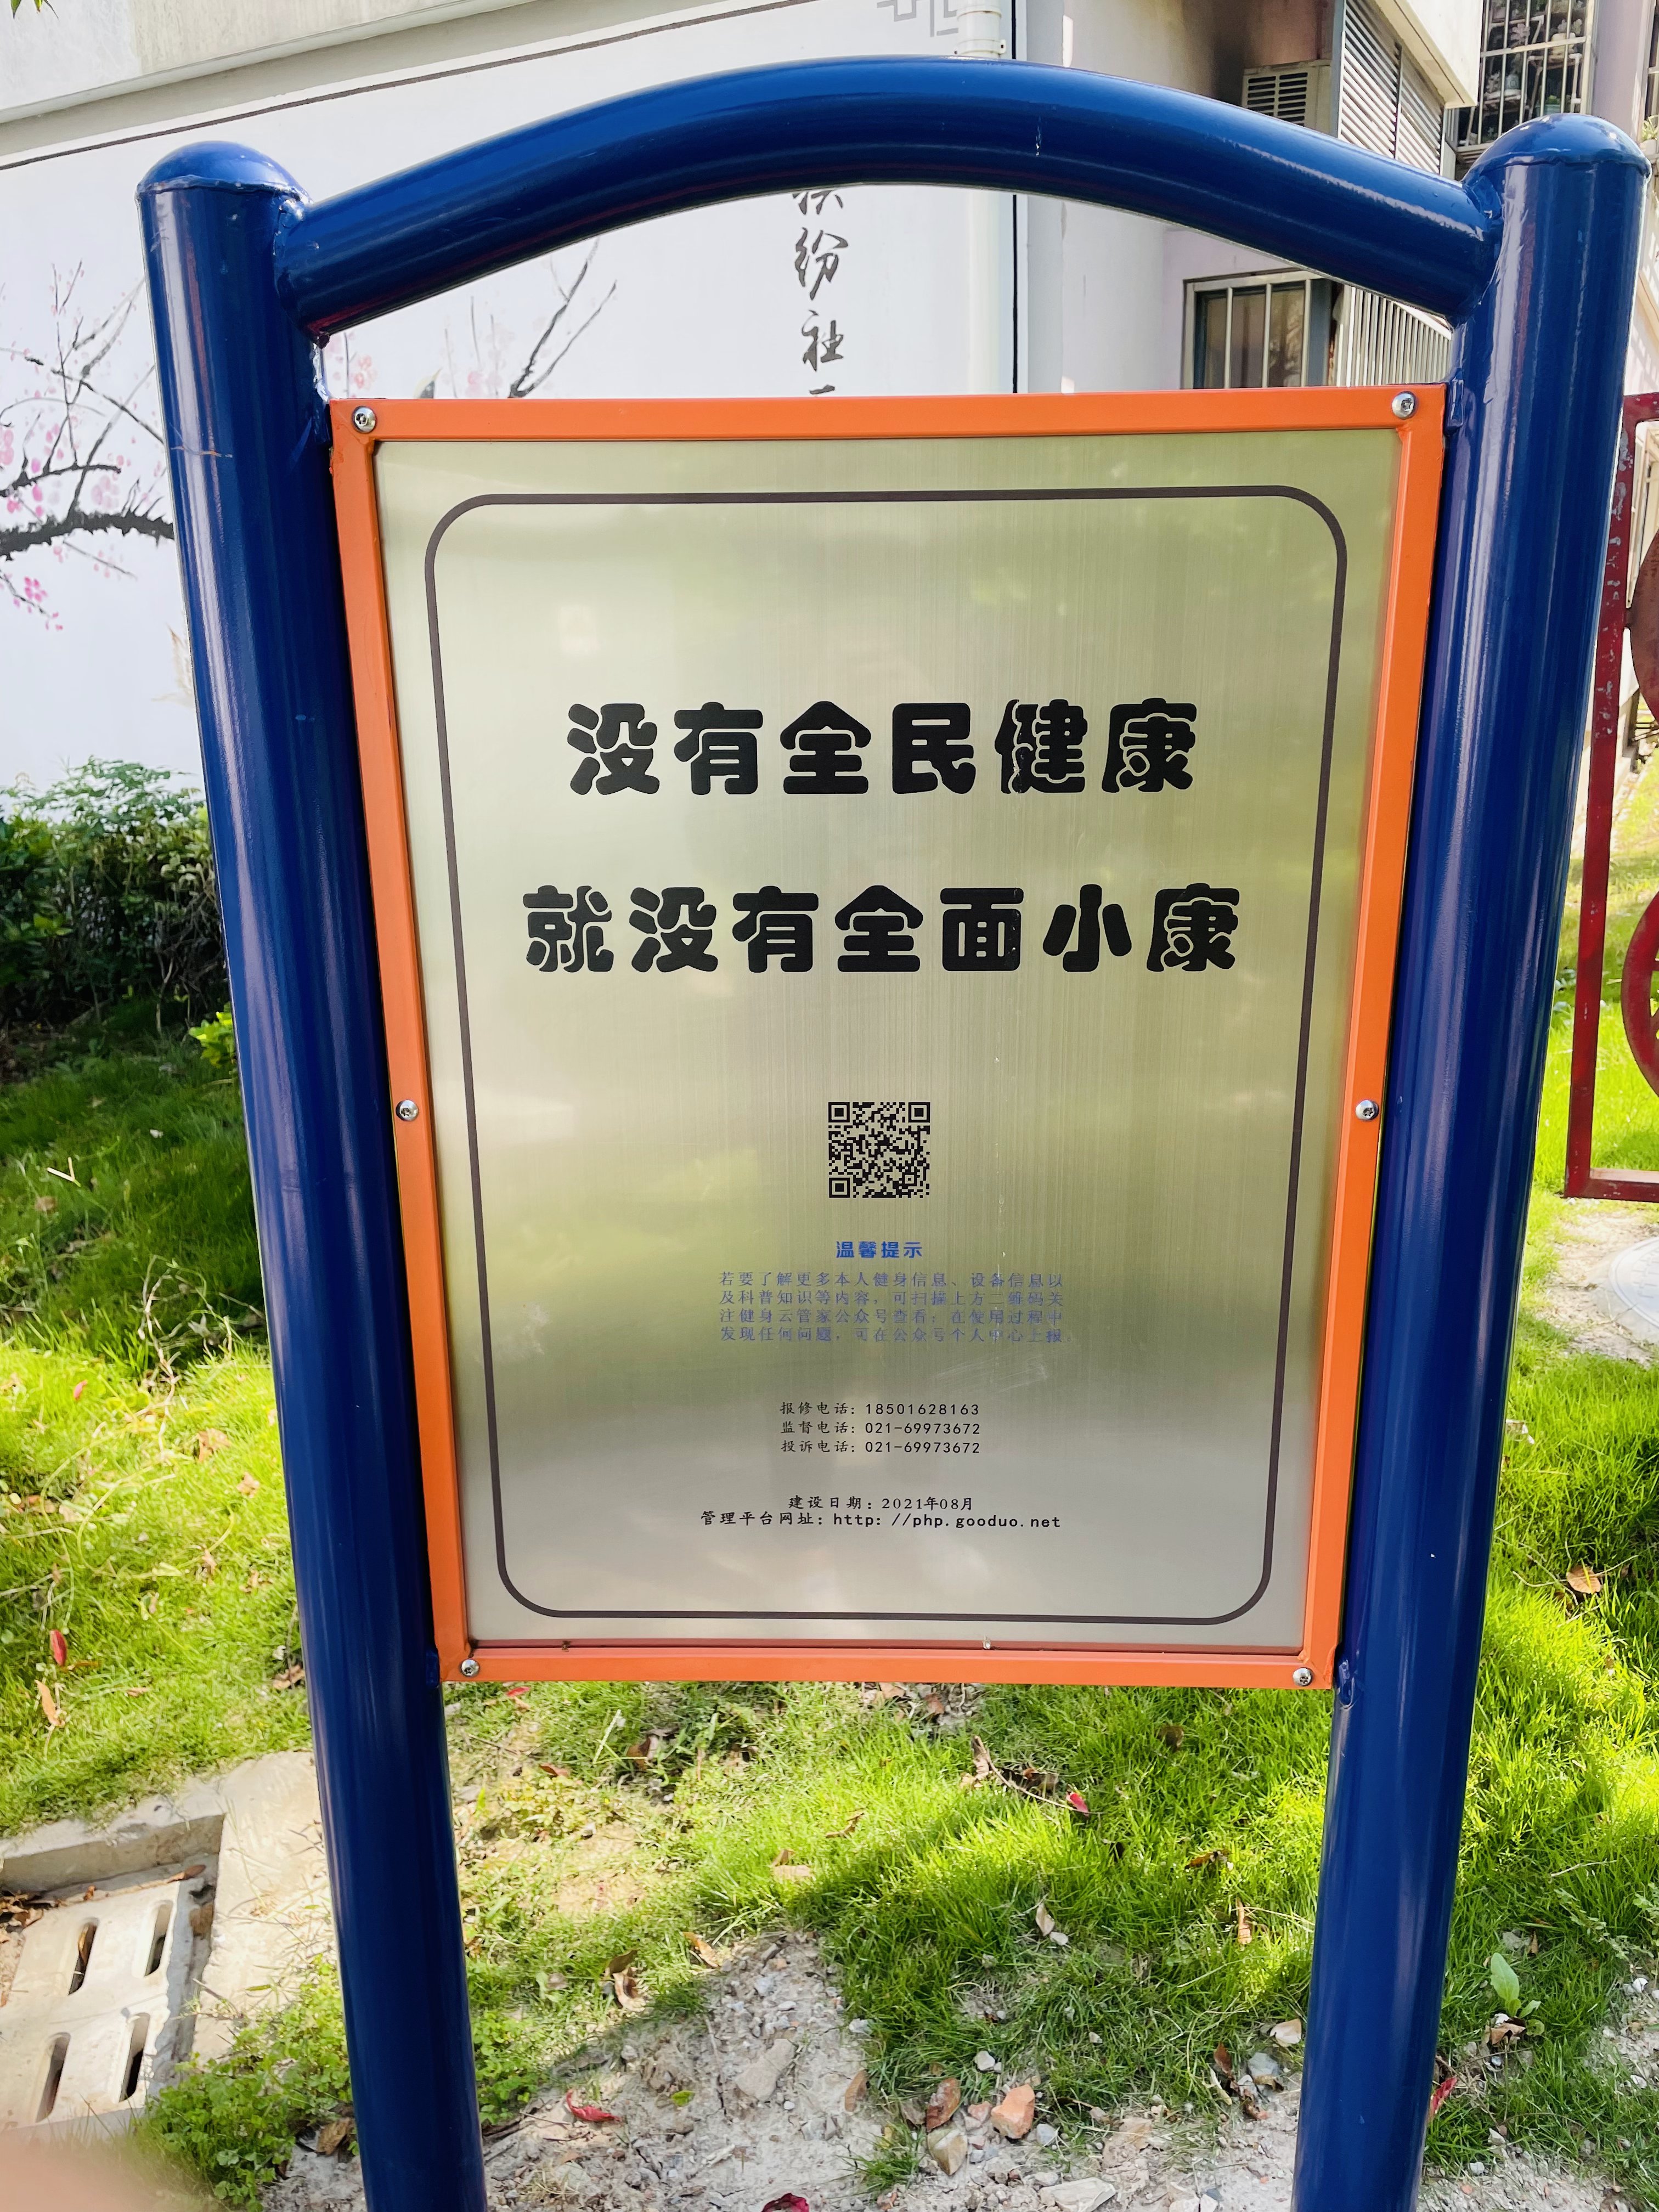 纷社
没有全民健康
就没有全面小康
温馨提示
若要了解更多本人健身信息、设备信息以
及科普知识等内容，可扫描上方二维码关
注健身云管家公众号查看；在使用过程中
发现任何问题，可在公众号个人中心上报。
报修电话：18501628163
监督电话：021-69973672
投诉电话：021-69973672
建设日期：2021年08月
管理平台网址：http：//php.gooduo.net